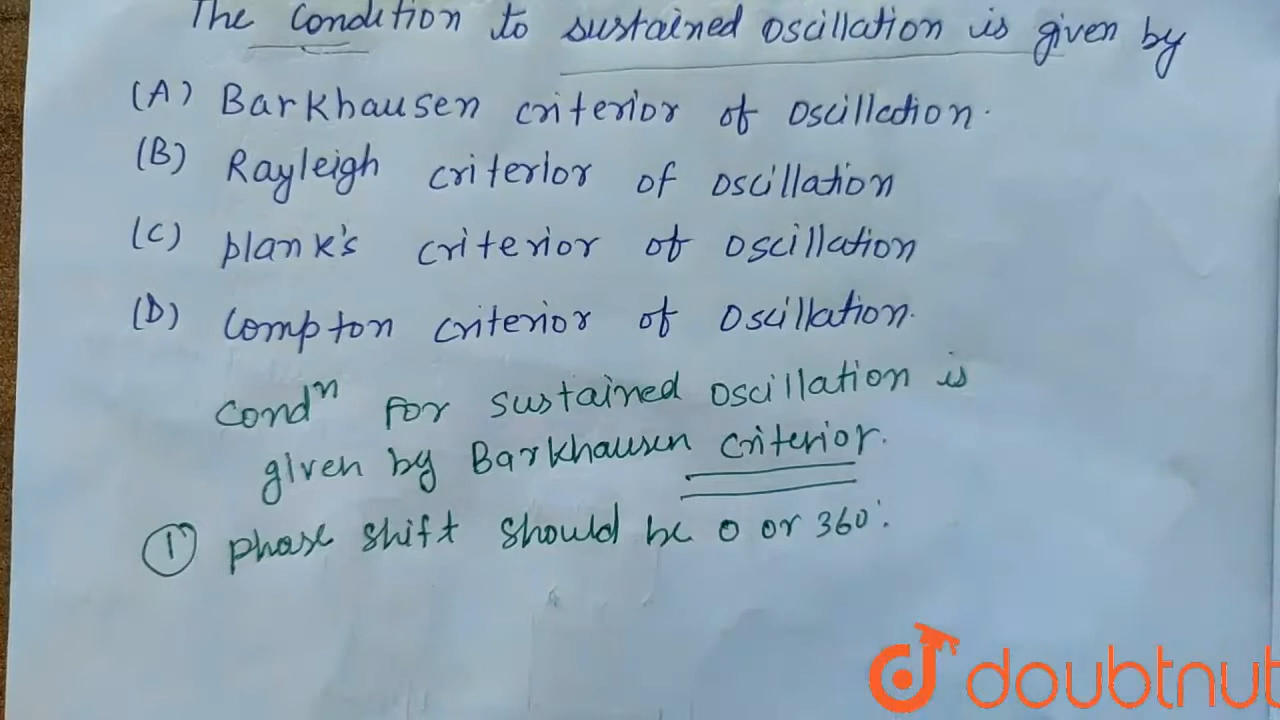 The Condition to sustained oscillation is given by
(A) Barkhausen criterior of oscillation.
(B) Rayleigh criterior of oscillation
(C) plank's criterior of oscillation
(D) Compton criterior of oscillation.
condⁿ for sustained oscillation is
given by Barkhausen criterior.
① phase shift should be 0 or 360°.
doubtnut